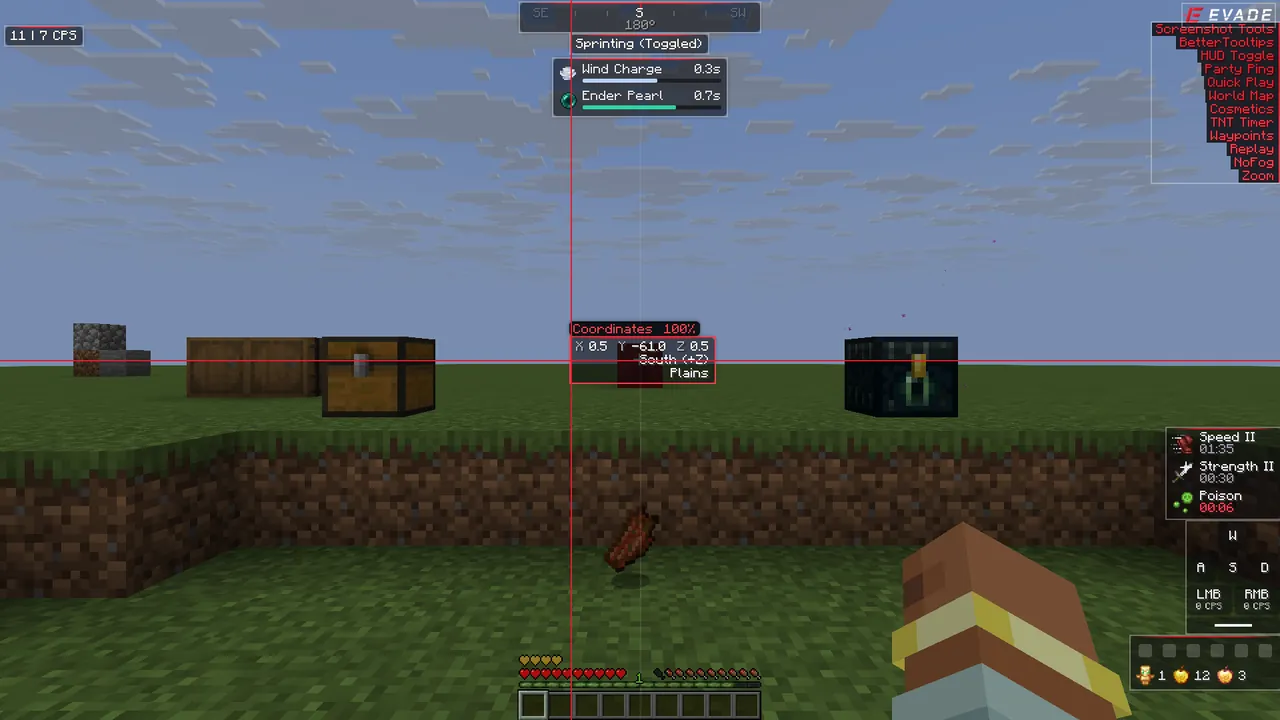 SE S SW
180°
11 | 7 CPS
EVADE
Sprinting (Toggled)
Wind Charge 0.3s
Ender Pearl 0.7s
Screenshot Tools
BetterTooltips
HUD Toggle
Party Ping
Quick Play
World Map
Cosmetics
TNT Timer
Waypoints
Replay
NoFog
Zoom
Coordinates 100%
X 0.5 Y -61.0 Z 0.5
South (+Z)
Plains
Speed II
01:35
Strength II
00:30
Poison
00:06
W
A S D
LMB RMB
0 CPS 0 CPS
1 12 3
1